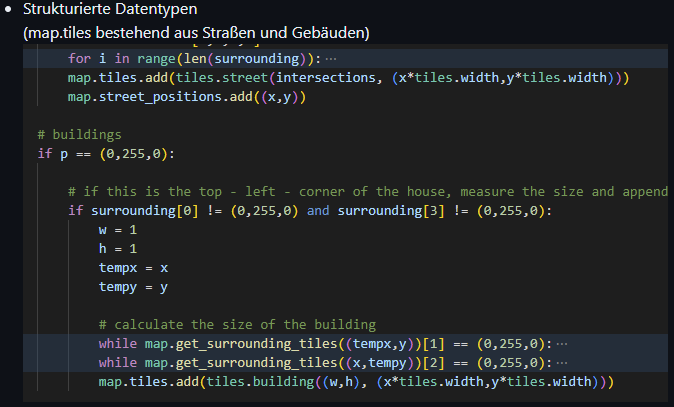 • Strukturierte Datentypen
(map.tiles bestehend aus Straßen und Gebäuden)
for i in range(len(surrounding)):⋯
map.tiles.add(tiles.street(intersections, (x*tiles.width,y*tiles.width)))
map.street_positions.add((x,y))
# buildings
if p == (0,255,0):
# if this is the top - left - corner of the house, measure the size and append
if surrounding[0] != (0,255,0) and surrounding[3] != (0,255,0):
w = 1
h = 1
tempx = x
tempy = y
# calculate the size of the building
while map.get_surrounding_tiles((tempx,y))[1] == (0,255,0):⋯
while map.get_surrounding_tiles((x,tempy))[2] == (0,255,0):⋯
map.tiles.add(tiles.building((w,h), (x*tiles.width,y*tiles.width)))